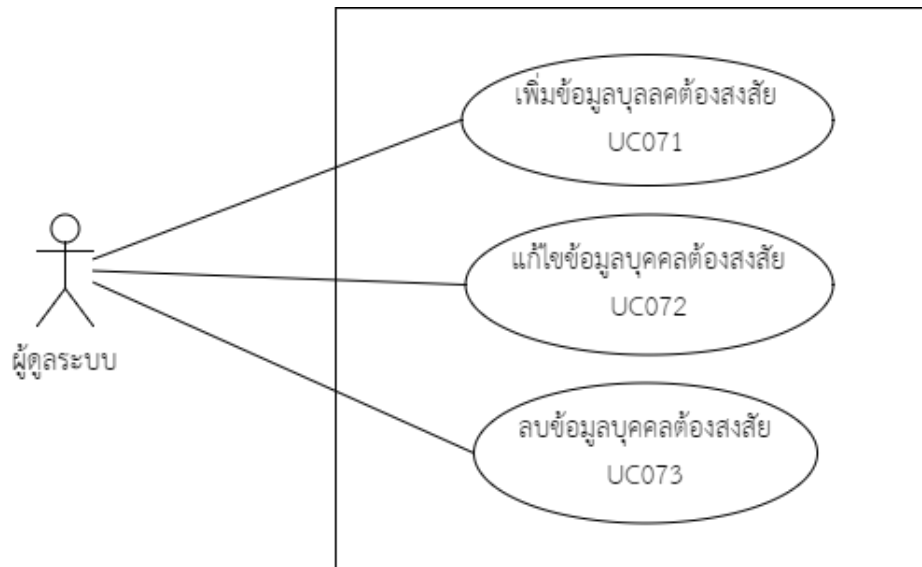 เพิ่มข้อมูลบุลลคต้องสงสัย
UC071
แก้ไขข้อมูลบุคคลต้องสงสัย
UC072
ผู้ดูลระบบ
ลบข้อมูลบุคคลต้องสงสัย
UC073